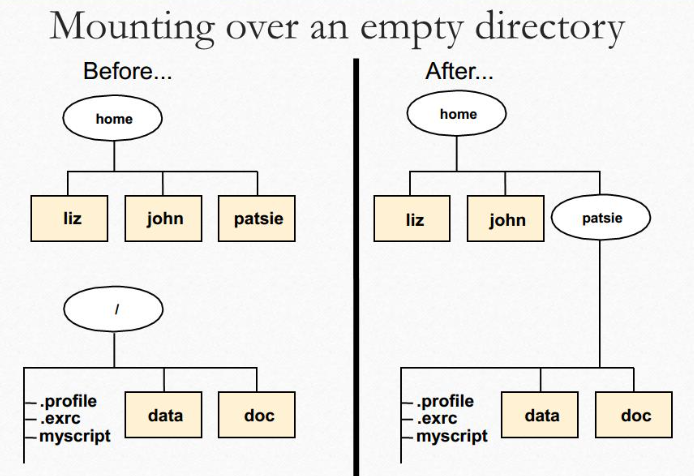 Mounting over an empty directory
Before...
home
liz john patsie
/
.profile
.exrc
myscript
data doc
After...
home
liz john patsie
.profile
.exrc
myscript
data doc